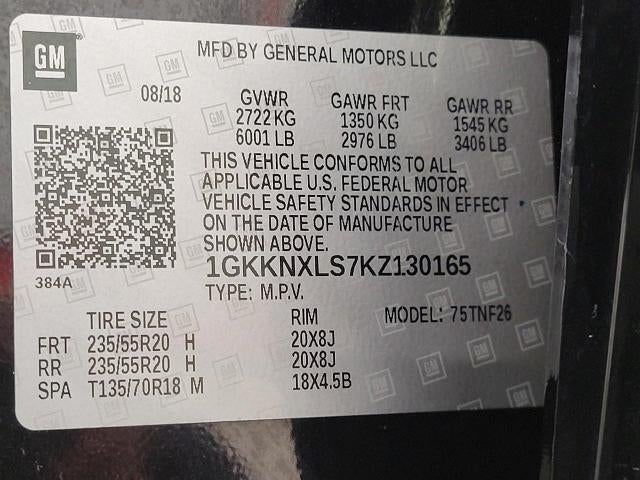 GM
MFD BY GENERAL MOTORS LLC
08/18
GVWR GAWR FRT GAWR RR
2722 KG 1350 KG 1545 KG
6001 LB 2976 LB 3406 LB
THIS VEHICLE CONFORMS TO ALL
APPLICABLE U.S. FEDERAL MOTOR
VEHICLE SAFETY STANDARDS IN EFFECT
ON THE DATE OF MANUFACTURE
SHOWN ABOVE.
384A
1GKKNXLS7KZ130165
TYPE: M.P.V.
TIRE SIZE RIM MODEL: 75TNF26
FRT 235/55R20 H 20X8J
RR 235/55R20 H 20X8J
SPA T135/70R18 M 18X4.5B